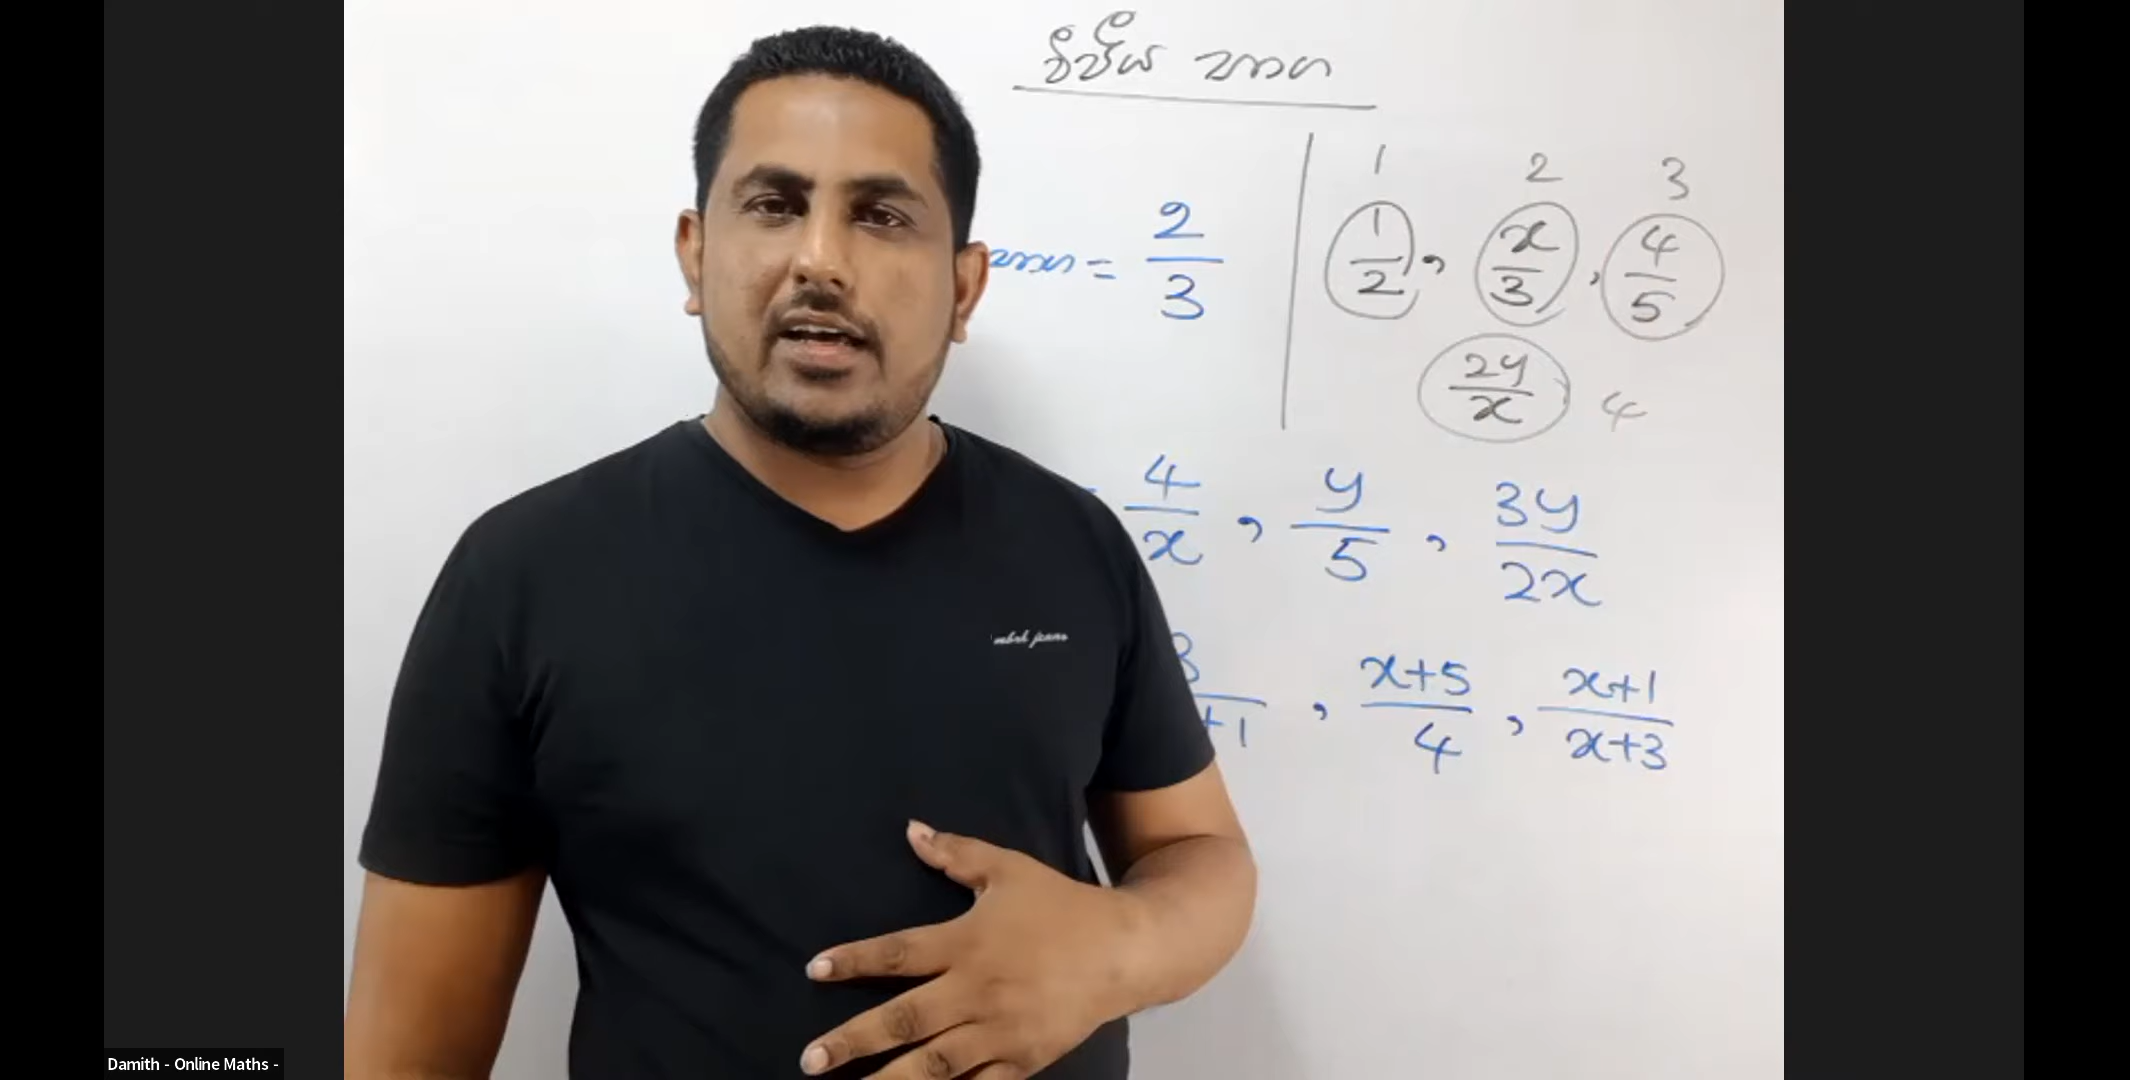 වීජීය භාග
1 2 3
භාග = 2/3 | 1/2 , x/3 , 4/5
2y/x 4
4/x , y/5 , 3y/2x
+1 , x+5/4 , x+1/x+3
Damith - Online Maths -